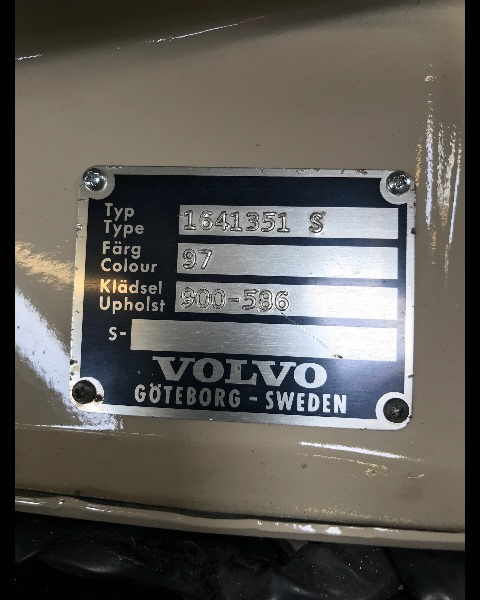 Typ
Type 1641351 S
Färg
Colour 97
Klädsel
Upholst 900-586
S-
VOLVO
GÖTEBORG - SWEDEN